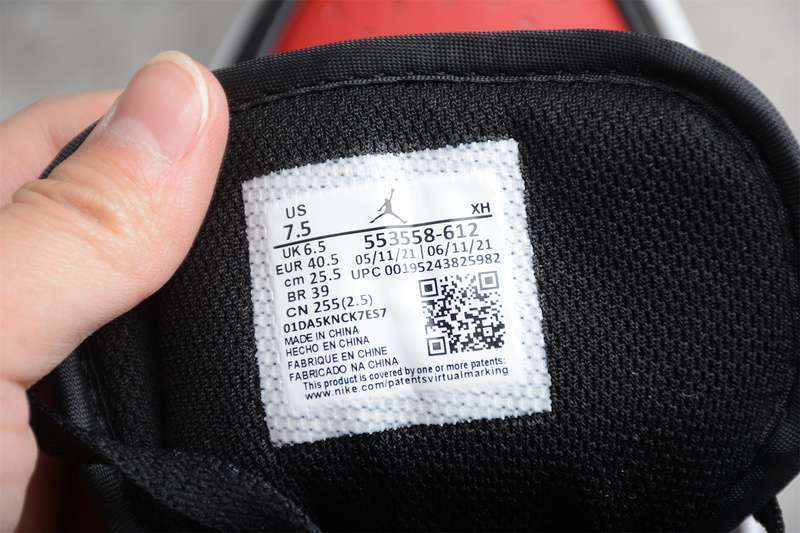 US
7.5 XH
UK 6.5 553558-612
EUR 40.5 05/11/21 | 06/11/21
cm 25.5 UPC 00195243825982
BR 39
CN 255(2.5)
01DA5KNCK7ES7
MADE IN CHINA
HECHO EN CHINA
FABRIQUE EN CHINE
FABRICADO NA CHINA
This product is covered by one or more patents:
www.nike.com/patentsvirtualmarking